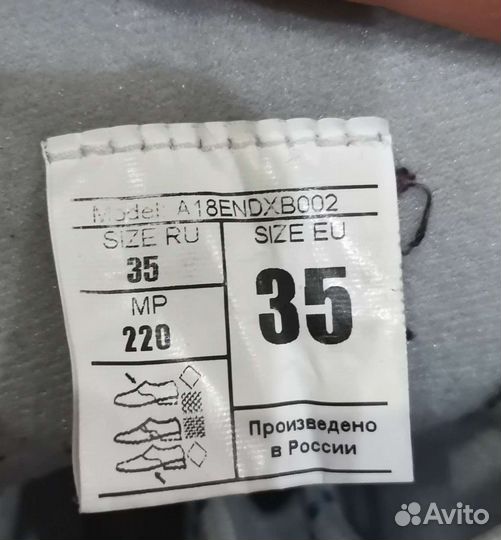 Model: A18ENDXB002
SIZE RU
35
MP
220
SIZE EU
35
Произведено
в России
Avito